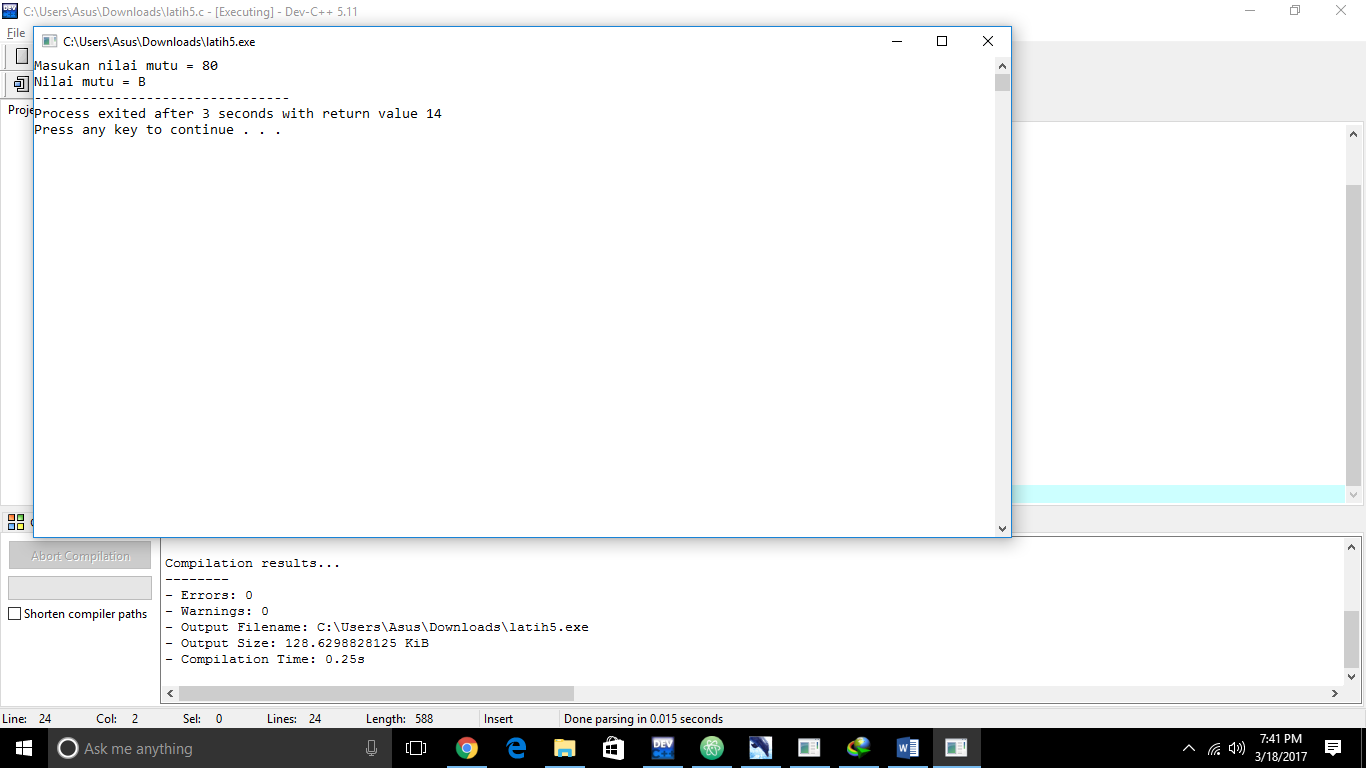 C:\Users\Asus\Downloads\latih5.c - [Executing] - Dev-C++ 5.11
File
C:\Users\Asus\Downloads\latih5.exe
Masukan nilai mutu = 80
Nilai mutu = B
--------------------------------
Process exited after 3 seconds with return value 14
Press any key to continue . . .
Proje
Abort Compilation
Shorten compiler paths
Compilation results...
--------
- Errors: 0
- Warnings: 0
- Output Filename: C:\Users\Asus\Downloads\latih5.exe
- Output Size: 128.6298828125 KiB
- Compilation Time: 0.25s
Line: 24 Col: 2 Sel: 0 Lines: 24 Length: 588 Insert Done parsing in 0.015 seconds
Ask me anything
7:41 PM
3/18/2017